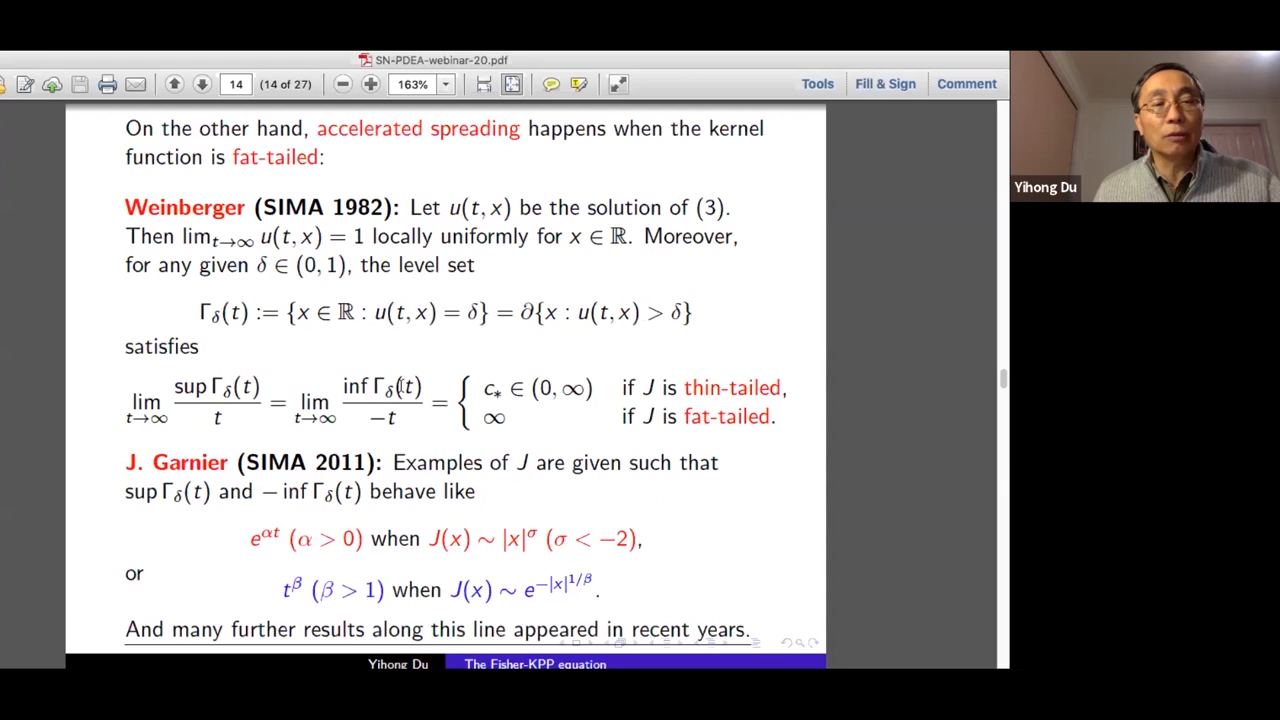 SN-PDEA-webinar-20.pdf
14 (14 of 27) 163% Tools Fill & Sign Comment
On the other hand, accelerated spreading happens when the kernel
function is fat-tailed:
Weinberger (SIMA 1982): Let u(t, x) be the solution of (3).
Then lim_{t→∞} u(t, x) = 1 locally uniformly for x ∈ ℝ. Moreover,
for any given δ ∈ (0, 1), the level set
Γ_δ(t) := {x ∈ ℝ : u(t, x) = δ} = ∂{x : u(t, x) > δ}
satisfies
lim_{t→∞} sup Γ_δ(t) / t = lim_{t→∞} inf Γ_δ(t) / −t = { c_* ∈ (0, ∞) if J is thin-tailed,
∞ if J is fat-tailed.
J. Garnier (SIMA 2011): Examples of J are given such that
sup Γ_δ(t) and − inf Γ_δ(t) behave like
e^{αt} (α > 0) when J(x) ∼ |x|^σ (σ < −2),
or
t^β (β > 1) when J(x) ∼ e^{−|x|^{1/β}}.
And many further results along this line appeared in recent years.
Yihong Du The Fisher-KPP equation
Yihong Du